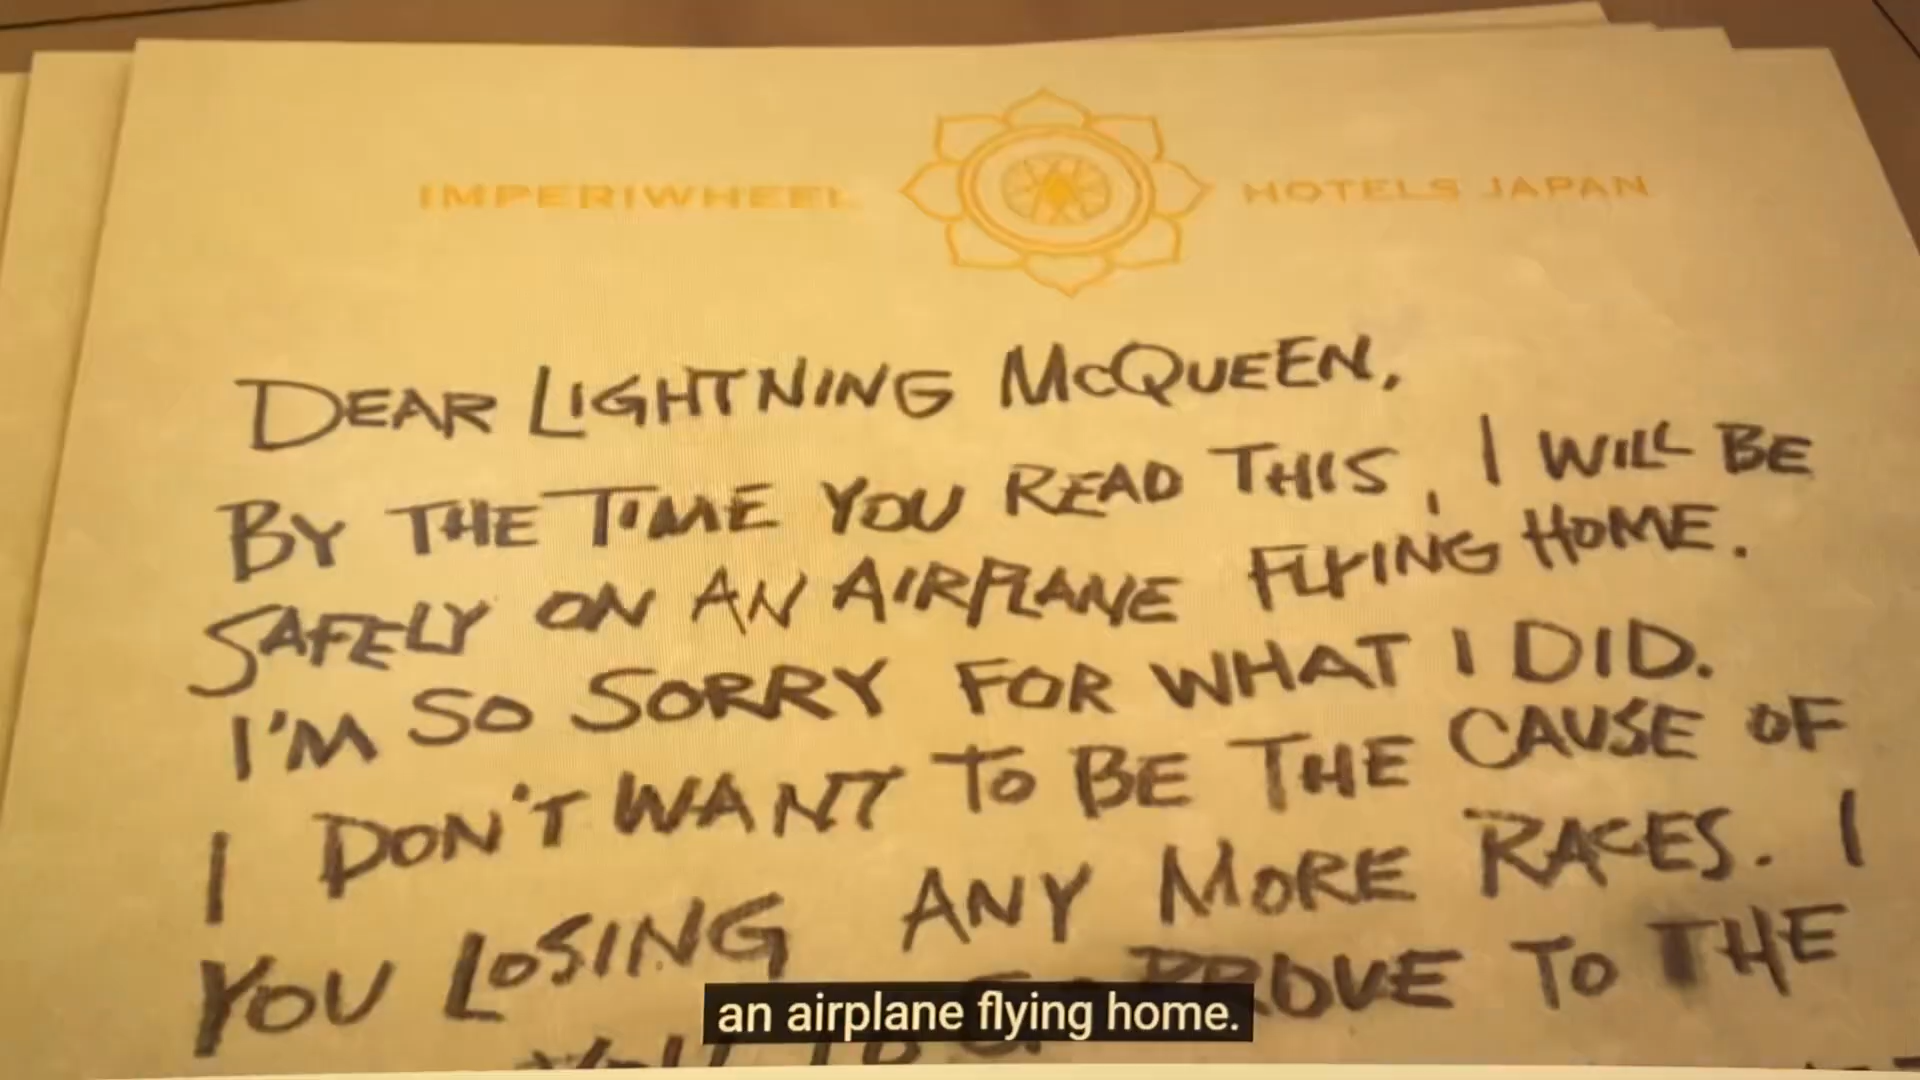 IMPERIWHEEL HOTELS JAPAN
DEAR LIGHTNING MCQUEEN,
BY THE TIME YOU READ THIS, I WILL BE
SAFELY ON AN AIRPLANE FLYING HOME.
I'M SO SORRY FOR WHAT I DID.
I DON'T WANT TO BE THE CAUSE OF
YOU LOSING ANY MORE RACES. I
PROVE TO THE
an airplane flying home.